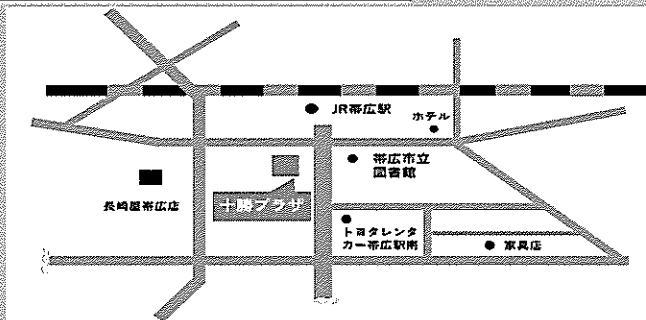 JR帯広駅
ホテル
帯広市立
図書館
長崎屋帯広店
十勝プラザ
トヨタレンタ
カー帯広駅南
家具店